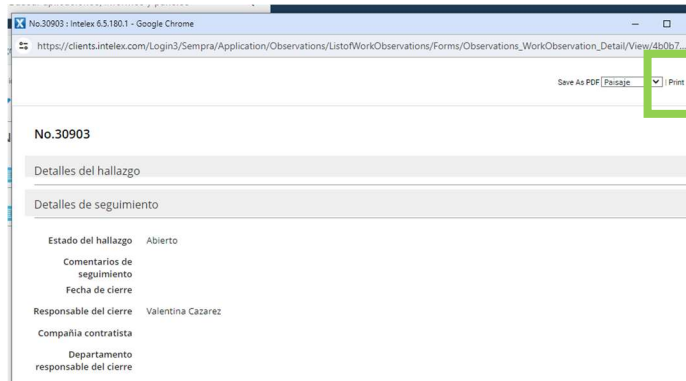 No.30903 : Intelex 6.5.180.1 - Google Chrome
https://clients.intelex.com/Login3/Sempra/Application/Observations/ListofWorkObservations/Forms/Observations_WorkObservation_Detail/View/4b0b7...
Save As PDF Paisaje | Print
No.30903
Detalles del hallazgo
Detalles de seguimiento
Estado del hallazgo Abierto
Comentarios de
seguimiento
Fecha de cierre
Responsable del cierre Valentina Cazarez
Compañia contratista
Departamento
responsable del cierre